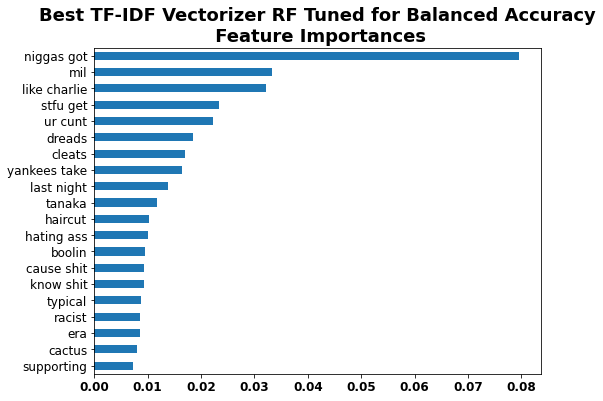 Best TF-IDF Vectorizer RF Tuned for Balanced Accuracy
Feature Importances
niggas got
mil
like charlie
stfu get
ur cunt
dreads
cleats
yankees take
last night
tanaka
haircut
hating ass
boolin
cause shit
know shit
typical
racist
era
cactus
supporting
0.00 0.01 0.02 0.03 0.04 0.05 0.06 0.07 0.08